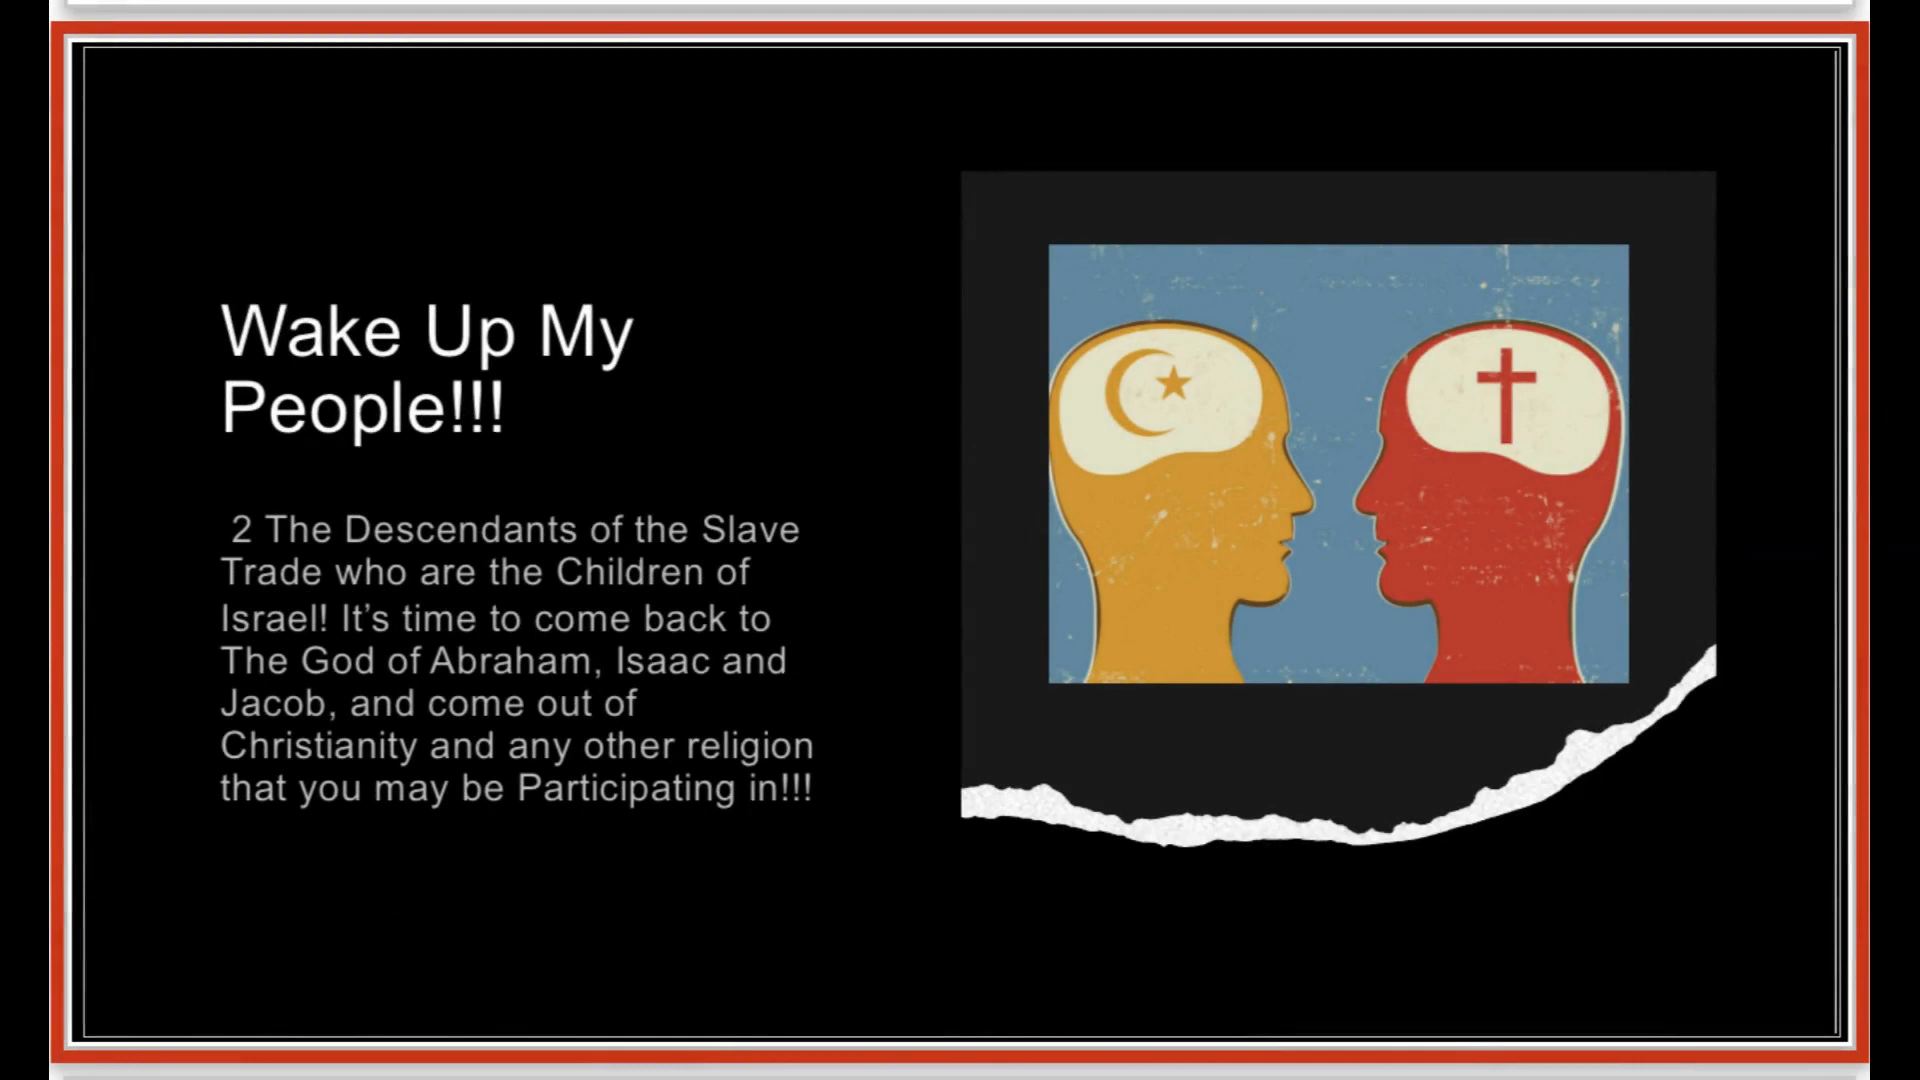 Wake Up My
People!!!
2 The Descendants of the Slave
Trade who are the Children of
Israel! It’s time to come back to
The God of Abraham, Isaac and
Jacob, and come out of
Christianity and any other religion
that you may be Participating in!!!